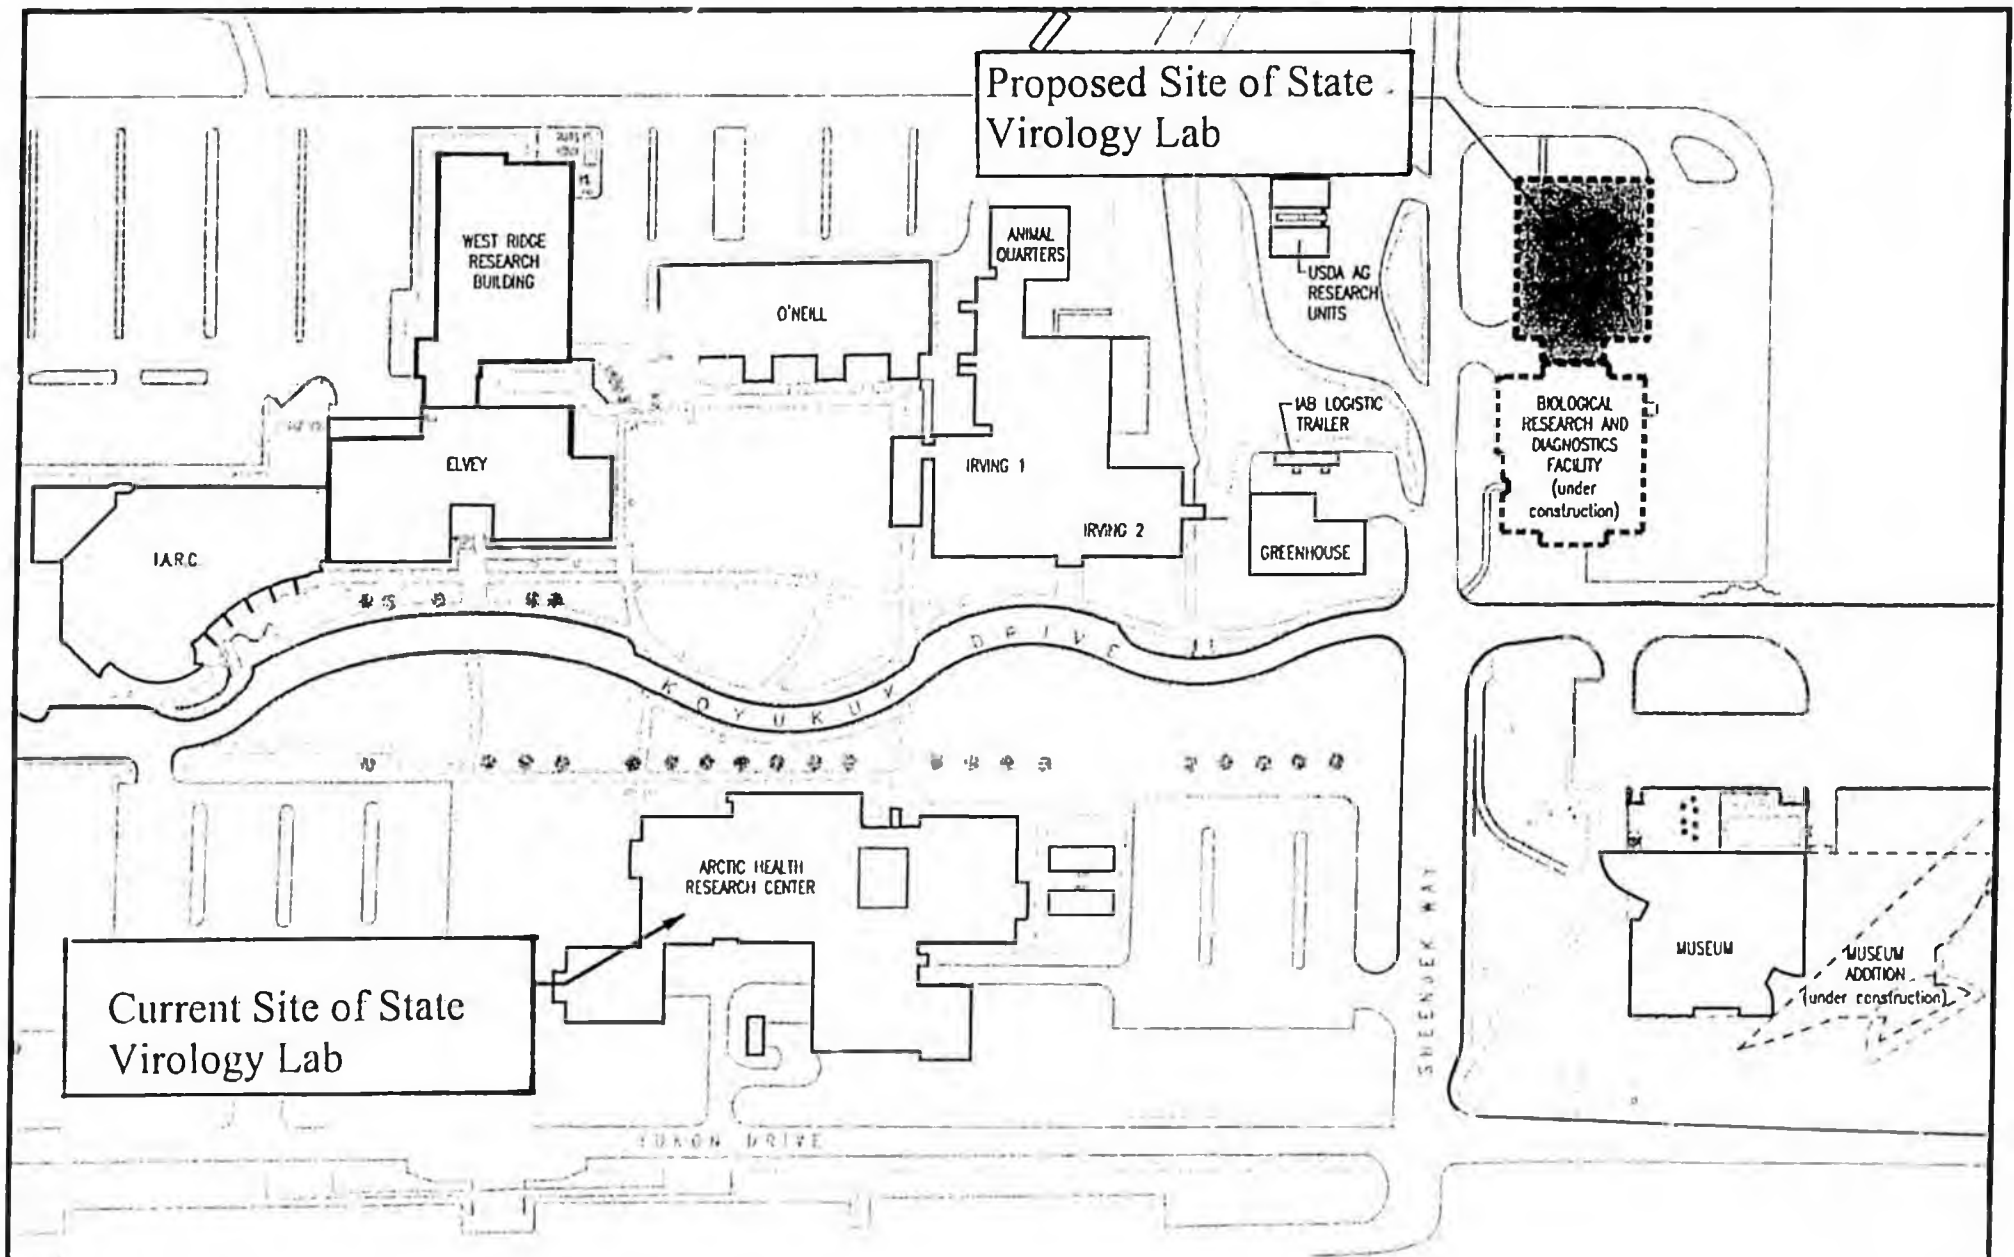 Proposed Site of State
Virology Lab
WEST RIDGE
RESEARCH
BUILDING
ANIMAL
QUARTERS
O'NEILL
USDA AG
RESEARCH
UNITS
IAB LOGISTIC
TRAILER
BIOLOGICAL
RESEARCH AND
DIAGNOSTICS
FACILITY
(under
construction)
ELVEY
IRVING 1
IRVING 2
GREENHOUSE
I.A.R.C.
KOYUKUK DRIVE
ARCTIC HEALTH
RESEARCH CENTER
SHEENJEK WAY
MUSEUM
MUSEUM
ADDITION
(under construction)
Current Site of State
Virology Lab
YUKON DRIVE